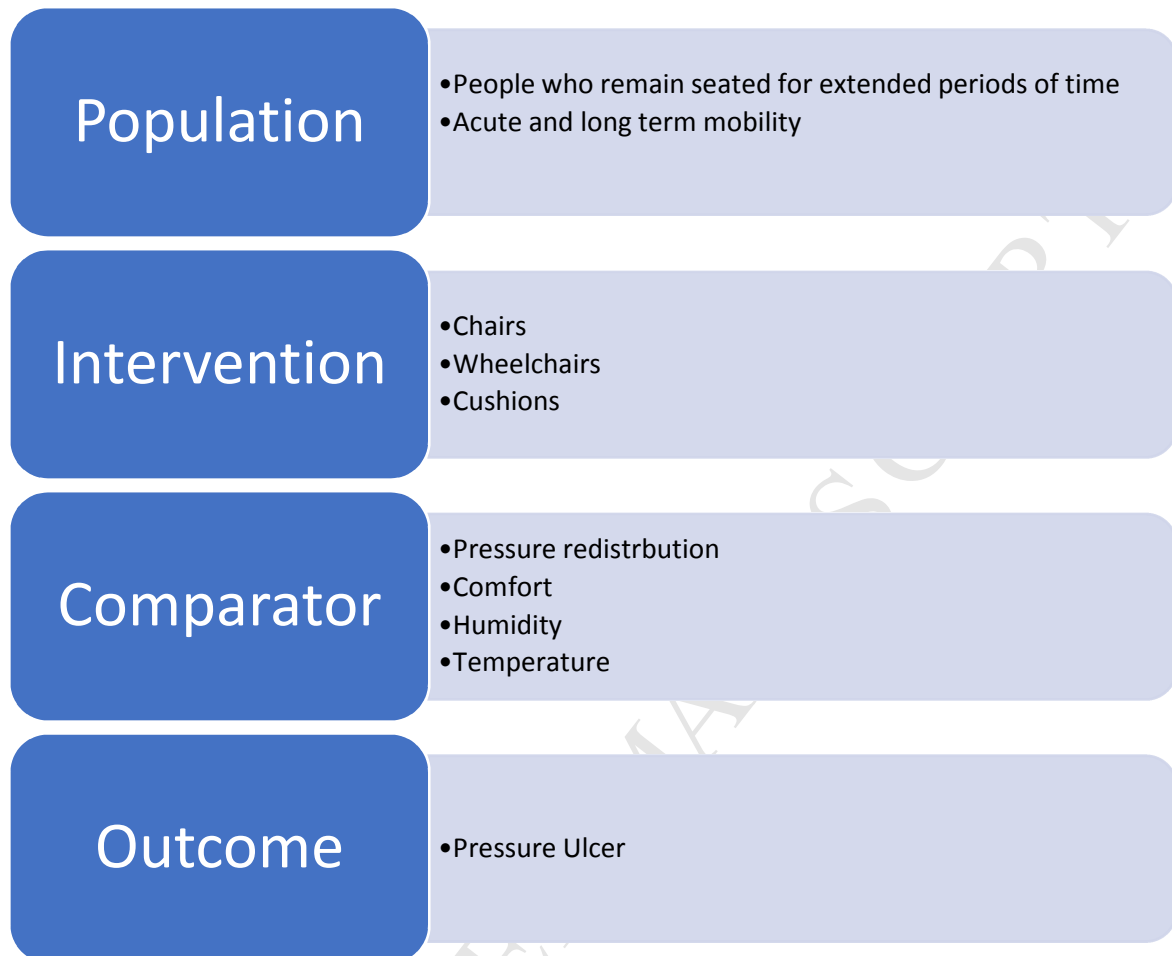 Population
•People who remain seated for extended periods of time
•Acute and long term mobility
Intervention
•Chairs
•Wheelchairs
•Cushions
Comparator
•Pressure redistrbution
•Comfort
•Humidity
•Temperature
Outcome
•Pressure Ulcer